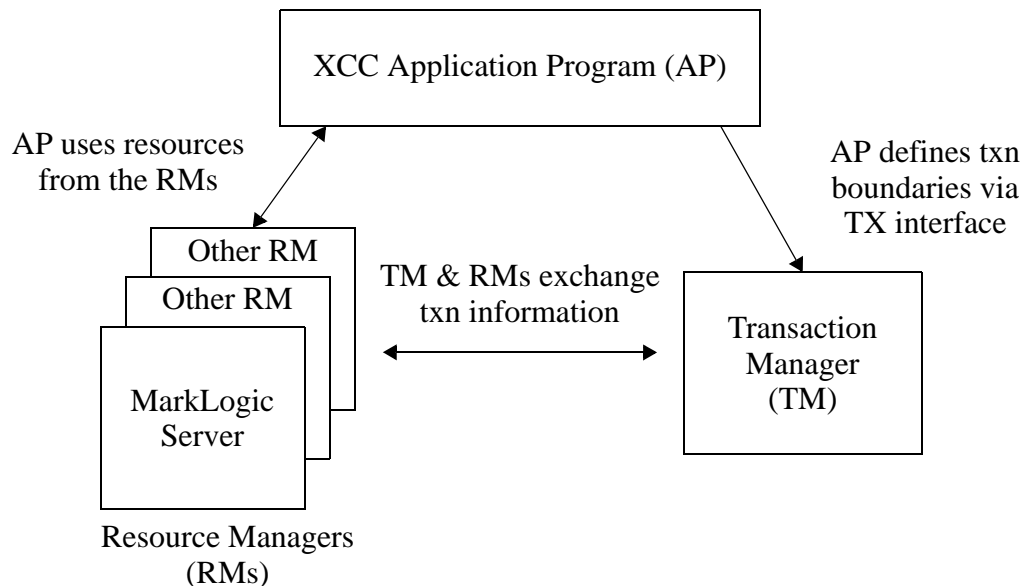 XCC Application Program (AP)
AP uses resources
from the RMs
AP defines txn
boundaries via
TX interface
Other RM
Other RM
MarkLogic
Server
TM & RMs exchange
txn information
Transaction
Manager
(TM)
Resource Managers
(RMs)